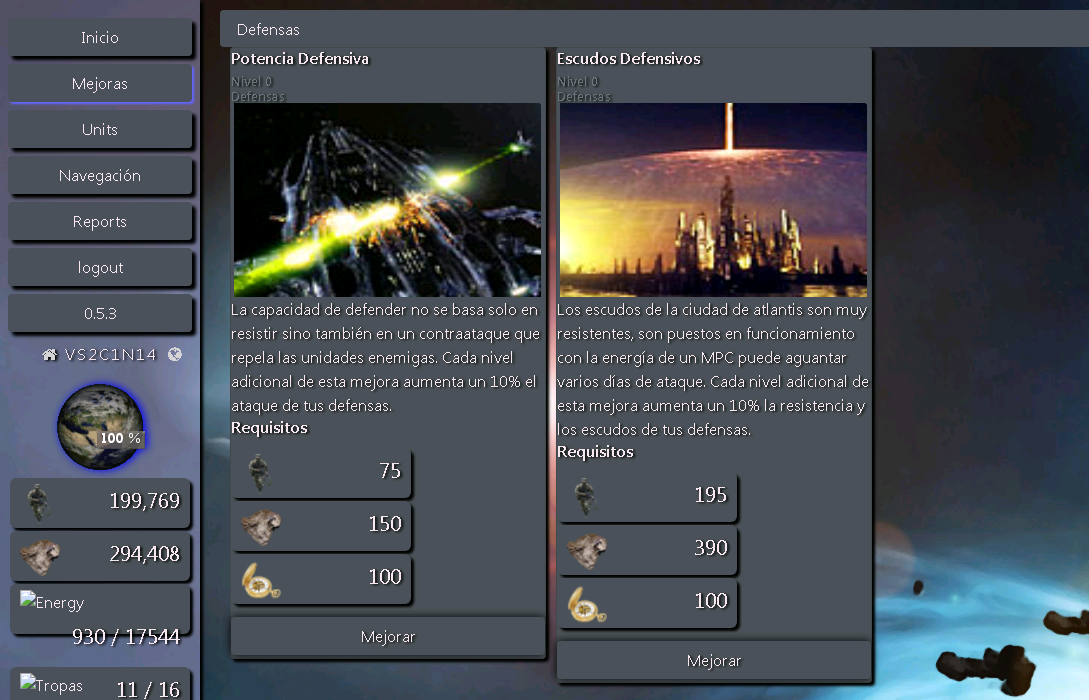 Inicio
Mejoras
Units
Navegación
Reports
logout
0.5.3
VS2C1N14
100 %
199,769
294,408
Energy
930 / 17544
Tropas
11 / 16
Defensas
Potencia Defensiva
Nivel 0
Defensas
La capacidad de defender no se basa solo en
resistir sino también en un contraataque que
repela las unidades enemigas. Cada nivel
adicional de esta mejora aumenta un 10% el
ataque de tus defensas.
Requisitos
75
150
100
Mejorar
Escudos Defensivos
Nivel 0
Defensas
Los escudos de la ciudad de atlantis son muy
resistentes, son puestos en funcionamiento
con la energía de un MPC puede aguantar
varios días de ataque. Cada nivel adicional de
esta mejora aumenta un 10% la resistencia y
los escudos de tus defensas.
Requisitos
195
390
100
Mejorar